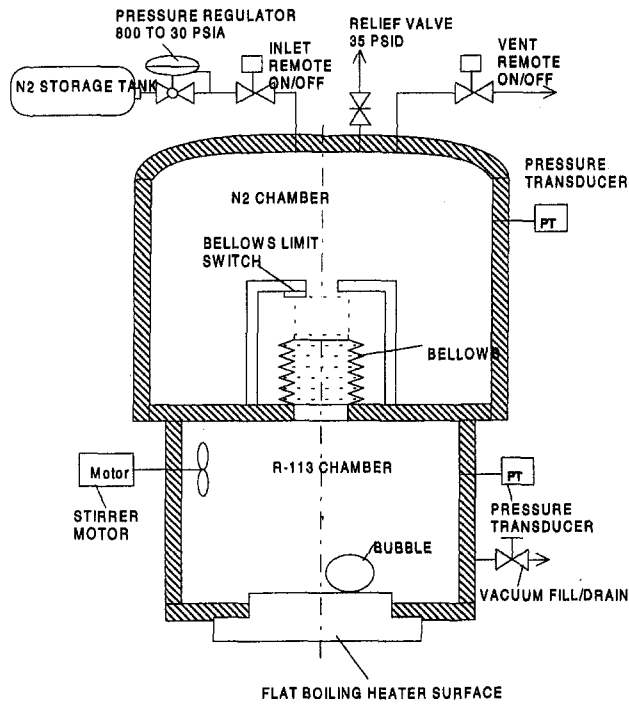 PRESSURE REGULATOR
800 TO 30 PSIA
INLET
REMOTE
ON/OFF
RELIEF VALVE
35 PSID
VENT
REMOTE
ON/OFF
N2 STORAGE TANK
PRESSURE
TRANSDUCER
N2 CHAMBER
PT
BELLOWS LIMIT
SWITCH
BELLOWS
R-113 CHAMBER
Motor
PT
STIRRER
MOTOR
PRESSURE
TRANSDUCER
BUBBLE
VACUUM FILL/DRAIN
FLAT BOILING HEATER SURFACE